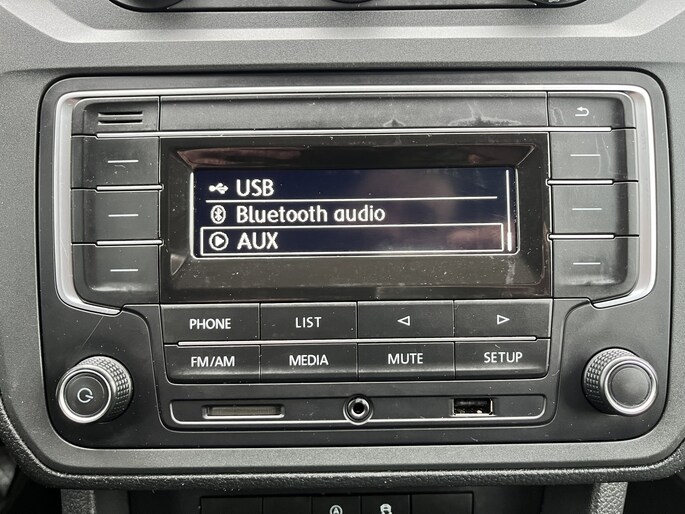 USB
Bluetooth audio
AUX
PHONE LIST
FM/AM MEDIA MUTE SETUP
A